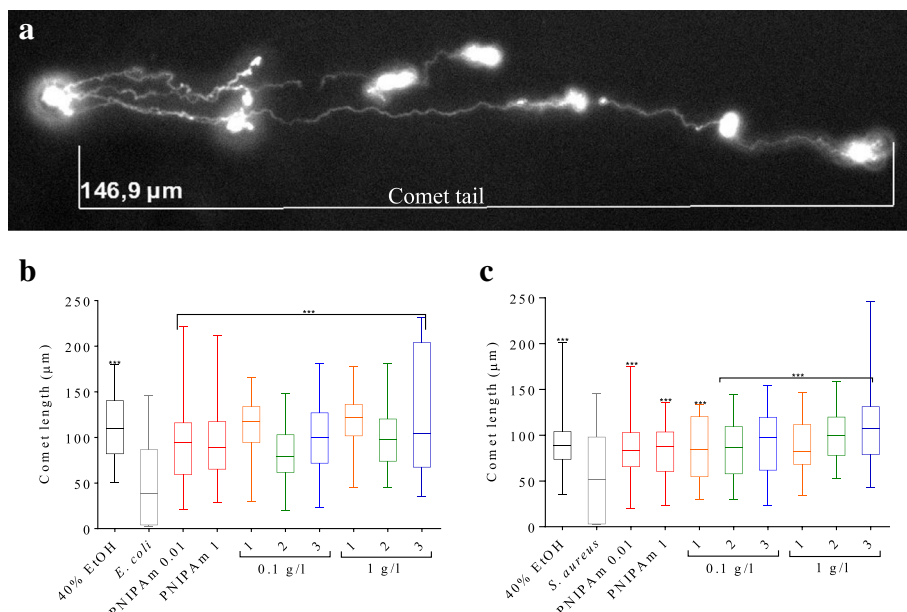 a
146,9 µm
Comet tail
b
Comet length (µm)
250
200
150
100
50
0
***
***
40% EtOH
E. coli
PNIPAm 0.01
PNIPAm 1
1
2
3
1
2
3
0.1 g/l
1 g/l
c
Comet length (µm)
250
200
150
100
50
0
***
***
***
***
***
40% EtOH
S. aureus
PNIPAm 0.01
PNIPAm 1
1
2
3
1
2
3
0.1 g/l
1 g/l